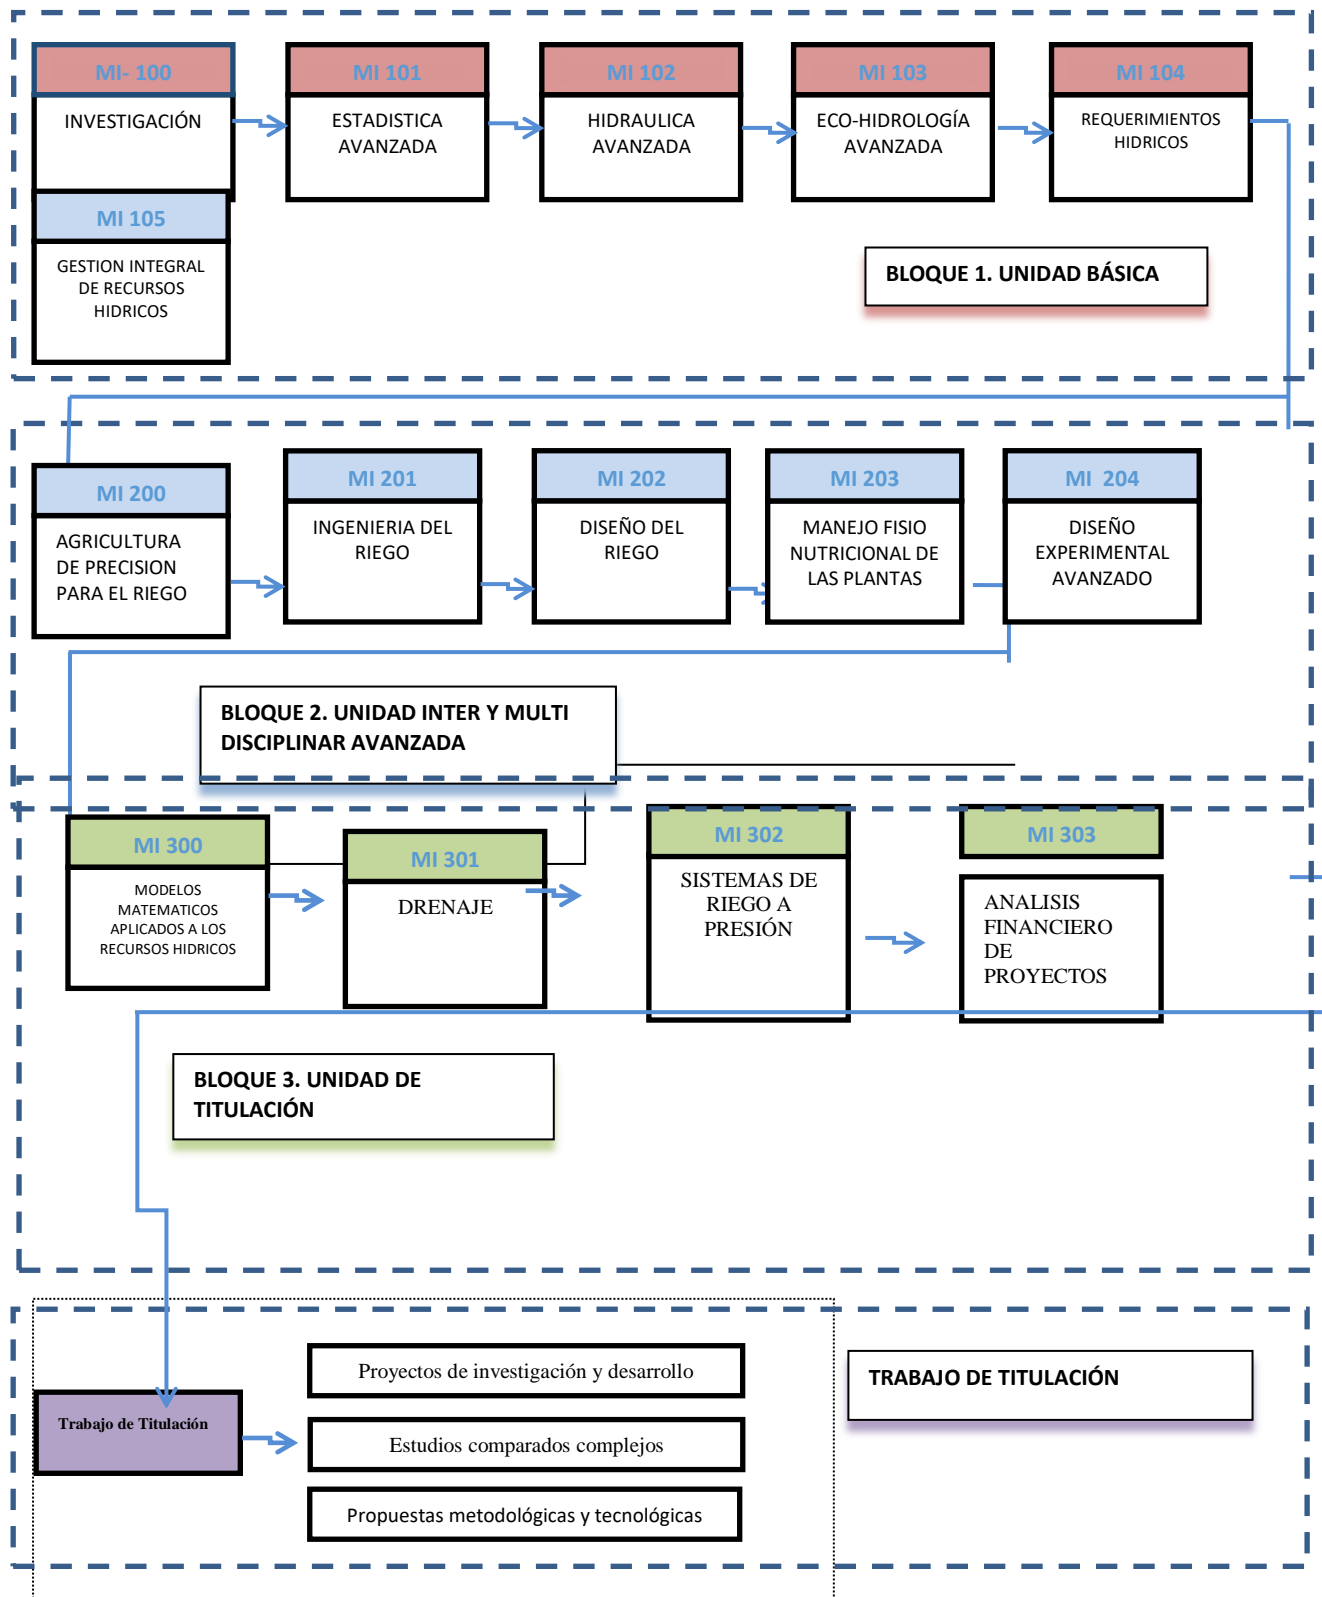 MI- 100
INVESTIGACIÓN
MI 101
ESTADISTICA
AVANZADA
MI 102
HIDRAULICA
AVANZADA
MI 103
ECO-HIDROLOGÍA
AVANZADA
MI 104
REQUERIMIENTOS
HIDRICOS
MI 105
GESTION INTEGRAL
DE RECURSOS
HIDRICOS
BLOQUE 1. UNIDAD BÁSICA
MI 200
AGRICULTURA
DE PRECISION
PARA EL RIEGO
MI 201
INGENIERIA DEL
RIEGO
MI 202
DISEÑO DEL
RIEGO
MI 203
MANEJO FISIO
NUTRICIONAL DE
LAS PLANTAS
MI 204
DISEÑO
EXPERIMENTAL
AVANZADO
BLOQUE 2. UNIDAD INTER Y MULTI
DISCIPLINAR AVANZADA
MI 300
MODELOS
MATEMATICOS
APLICADOS A LOS
RECURSOS HIDRICOS
MI 301
DRENAJE
MI 302
SISTEMAS DE
RIEGO A
PRESIÓN
MI 303
ANALISIS
FINANCIERO
DE
PROYECTOS
BLOQUE 3. UNIDAD DE
TITULACIÓN
Trabajo de Titulación
Proyectos de investigación y desarrollo
Estudios comparados complejos
Propuestas metodológicas y tecnológicas
TRABAJO DE TITULACIÓN